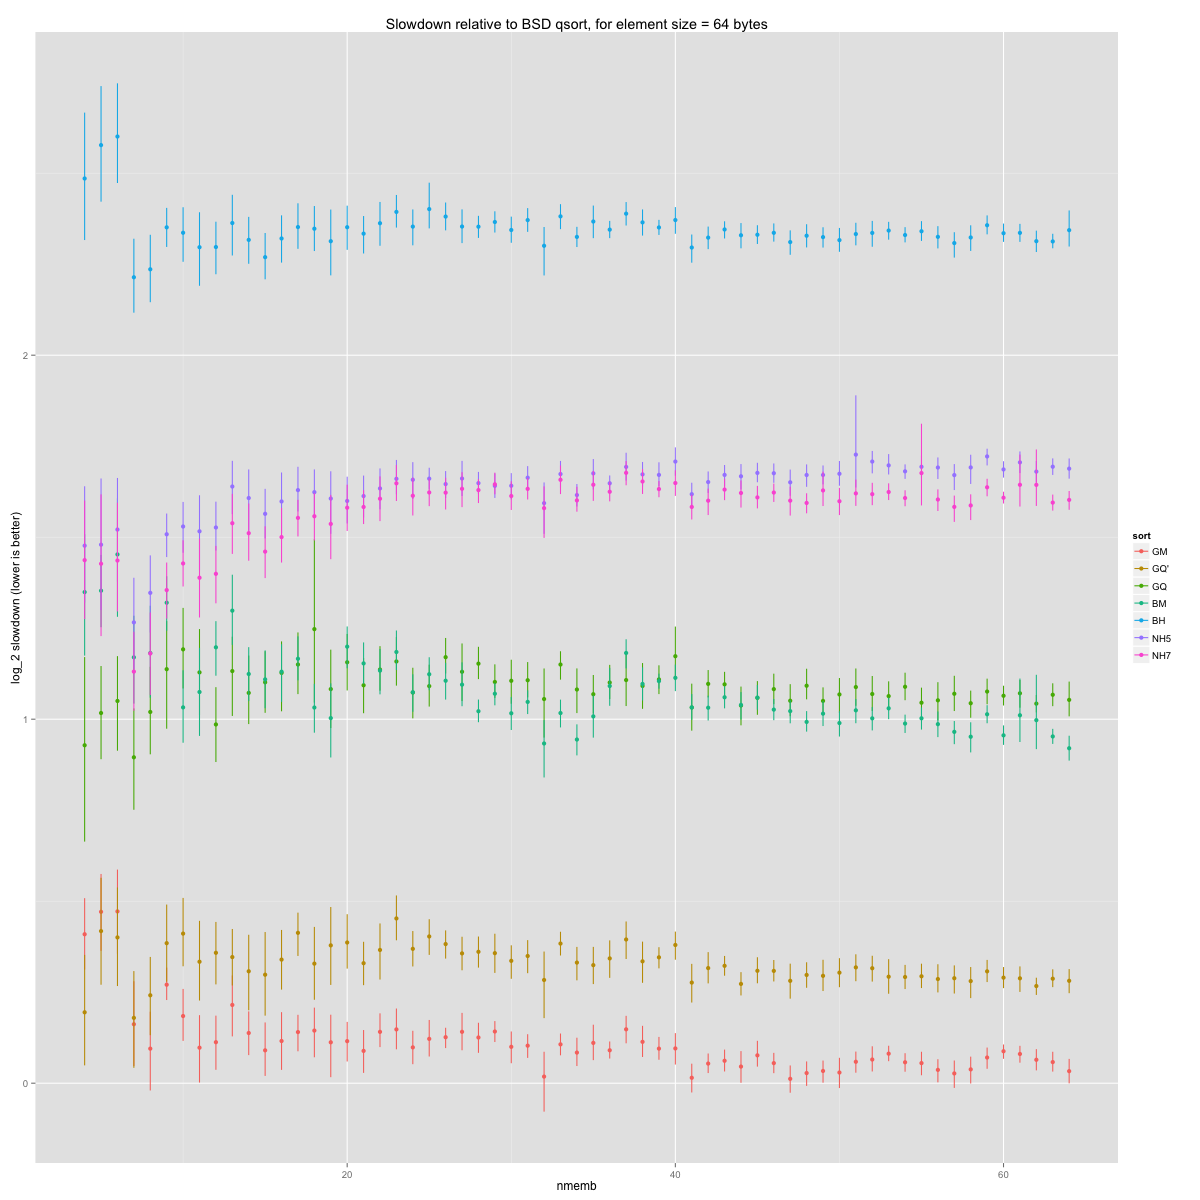 Slowdown relative to BSD qsort, for element size = 64 bytes
log_2 slowdown (lower is better)
2
1
0
20
40
60
nmemb
sort
GM
GQ'
GQ
BM
BH
NH5
NH7